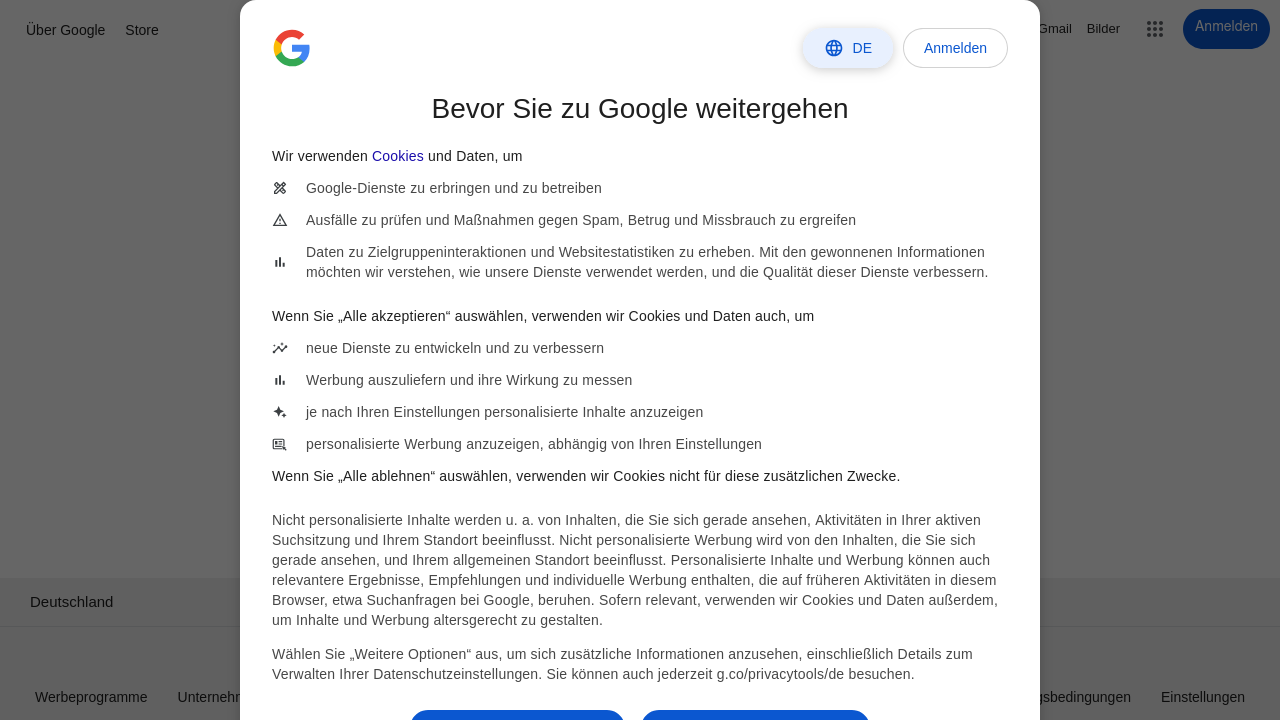 Über Google
Store
Gmail
Bilder
Anmelden
DE
Anmelden
Bevor Sie zu Google weitergehen
Wir verwenden Cookies und Daten, um
Google-Dienste zu erbringen und zu betreiben
Ausfälle zu prüfen und Maßnahmen gegen Spam, Betrug und Missbrauch zu ergreifen
Daten zu Zielgruppeninteraktionen und Websitestatistiken zu erheben. Mit den gewonnenen Informationen
möchten wir verstehen, wie unsere Dienste verwendet werden, und die Qualität dieser Dienste verbessern.
Wenn Sie „Alle akzeptieren“ auswählen, verwenden wir Cookies und Daten auch, um
neue Dienste zu entwickeln und zu verbessern
Werbung auszuliefern und ihre Wirkung zu messen
je nach Ihren Einstellungen personalisierte Inhalte anzuzeigen
personalisierte Werbung anzuzeigen, abhängig von Ihren Einstellungen
Wenn Sie „Alle ablehnen“ auswählen, verwenden wir Cookies nicht für diese zusätzlichen Zwecke.
Nicht personalisierte Inhalte werden u. a. von Inhalten, die Sie sich gerade ansehen, Aktivitäten in Ihrer aktiven
Suchsitzung und Ihrem Standort beeinflusst. Nicht personalisierte Werbung wird von den Inhalten, die Sie sich
gerade ansehen, und Ihrem allgemeinen Standort beeinflusst. Personalisierte Inhalte und Werbung können auch
relevantere Ergebnisse, Empfehlungen und individuelle Werbung enthalten, die auf früheren Aktivitäten in diesem
Browser, etwa Suchanfragen bei Google, beruhen. Sofern relevant, verwenden wir Cookies und Daten außerdem,
um Inhalte und Werbung altersgerecht zu gestalten.
Wählen Sie „Weitere Optionen“ aus, um sich zusätzliche Informationen anzusehen, einschließlich Details zum
Verwalten Ihrer Datenschutzeinstellungen. Sie können auch jederzeit g.co/privacytools/de besuchen.
Deutschland
Werbeprogramme
Unternehm
gsbedingungen
Einstellungen